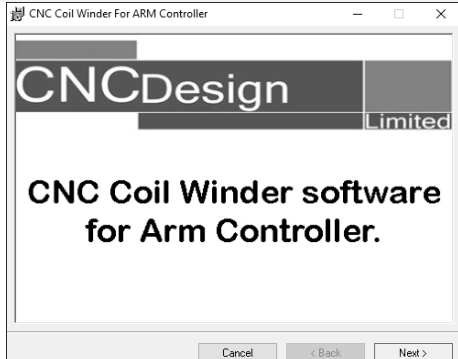 CNC Coil Winder For ARM Controller
CNCDesign
Limited
CNC Coil Winder software
for Arm Controller.
Cancel
< Back
Next >